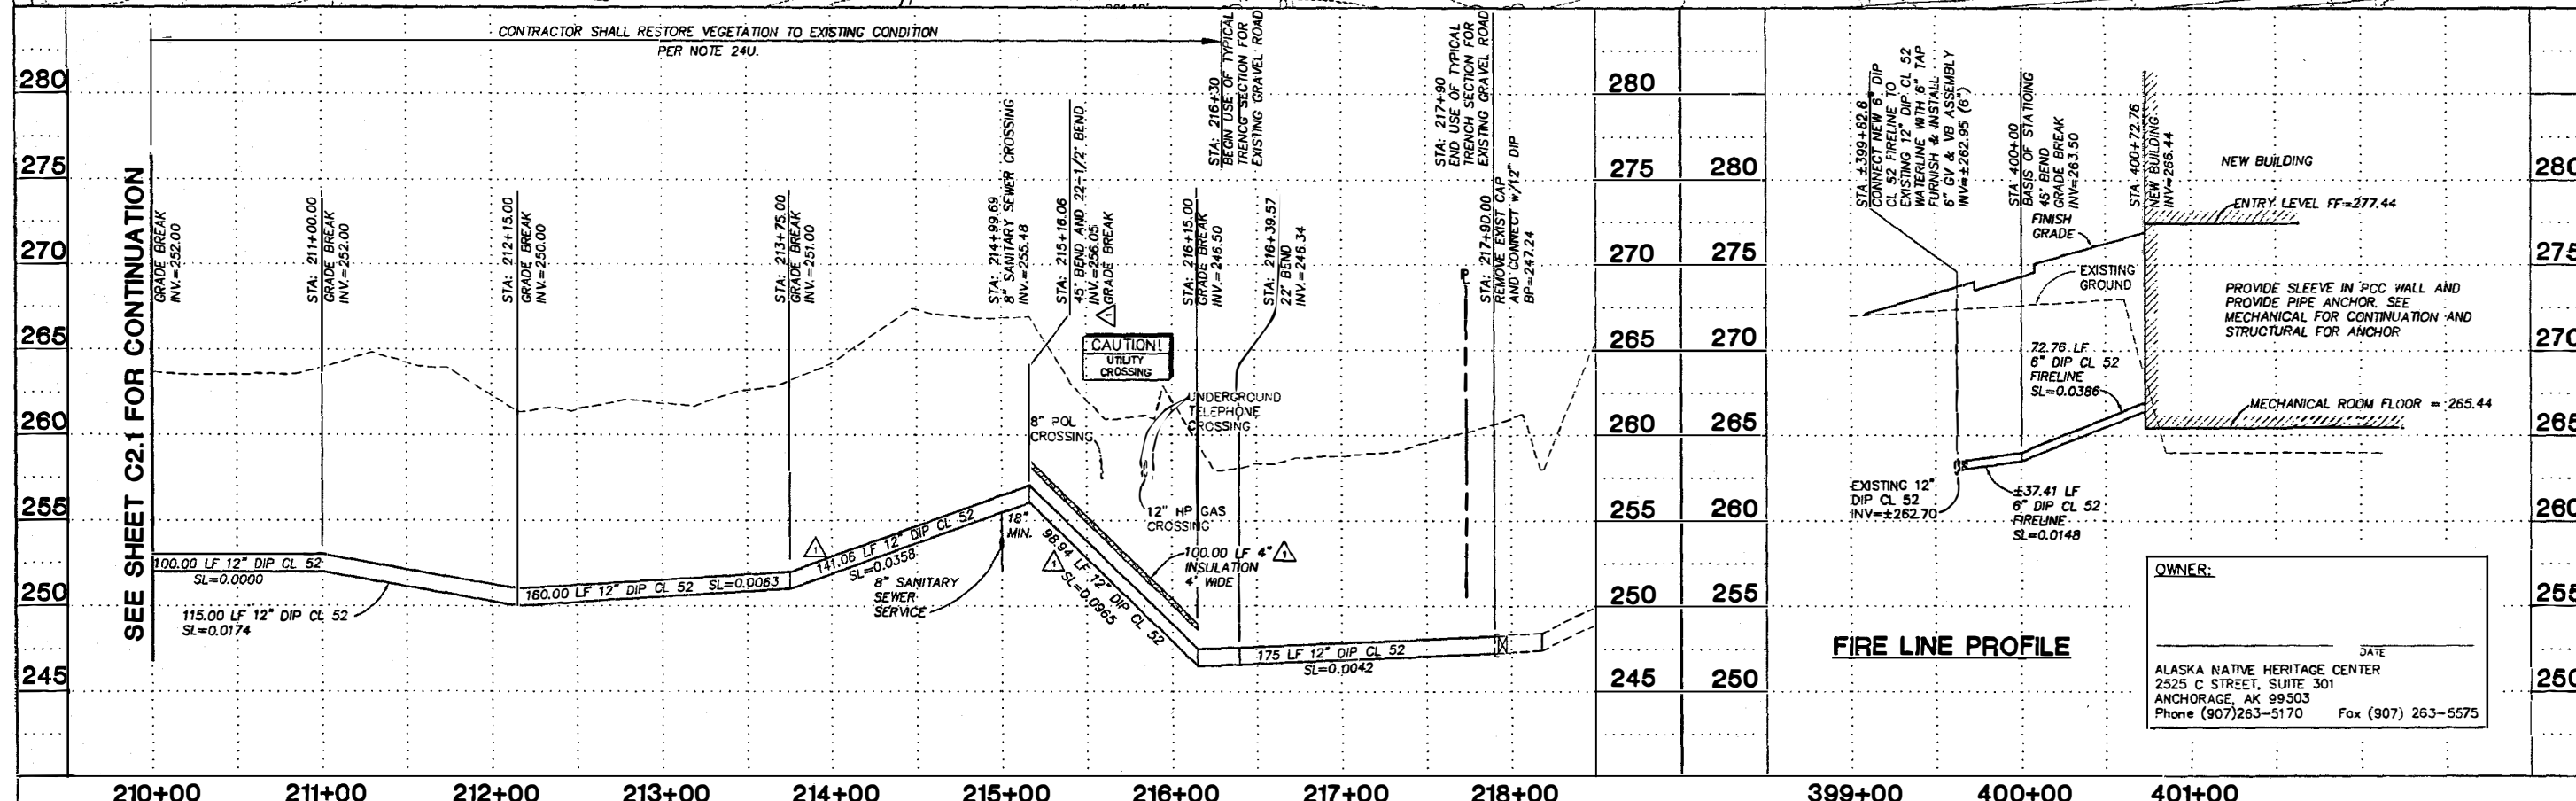 CONTRACTOR SHALL RESTORE VEGETATION TO EXISTING CONDITION
PER NOTE 24U.
280
275
270
265
260
255
250
245
SEE SHEET C2.1 FOR CONTINUATION
GRADE BREAK
INV.=252.00
STA: 211+00.00
GRADE BREAK
INV.=252.00
STA: 212+15.00
GRADE BREAK
INV.=250.00
STA: 213+75.00
GRADE BREAK
INV.=251.00
STA: 214+99.69
8" SANITARY SEWER CROSSING
INV.=255.48
STA: 215+16.06
45° BEND AND 22-1/2° BEND
INV.=256.05
GRADE BREAK
1
STA: 216+15.00
GRADE BREAK
INV.=246.50
STA: 216+30
BEGIN USE OF TYPICAL
TRENCG SECTION FOR
EXISTING GRAVEL ROAD
STA: 216+39.57
22° BEND
INV.=246.34
STA: 217+90
END USE OF TYPICAL
TRENCH SECTION FOR
EXISTING GRAVEL ROAD
STA: 217+90.00
REMOVE EXIST CAP
AND CONNECT W/12" DIP
BP=247.24
CAUTION!
UTILITY
CROSSING
8" POL
CROSSING
UNDERGROUND
TELEPHONE
CROSSING
12" HP GAS
CROSSING
100.00 LF 4" 1
INSULATION
4' WIDE
100.00 LF 12" DIP CL 52
SL=0.0000
115.00 LF 12" DIP CL 52
SL=0.0174
160.00 LF 12" DIP CL 52 SL=0.0063
1
141.06 LF 12" DIP CL 52
SL=0.0358
8" SANITARY
SEWER
SERVICE
18"
MIN.
98.94 LF 12" DIP CL 52
1 SL=0.0965
175 LF 12" DIP CL 52
SL=0.0042
210+00 211+00 212+00 213+00 214+00 215+00 216+00 217+00 218+00
280
275 280
270 275
265 270
260 265
255 260
250 255
245 250
STA ±399+62.6
CONNECT NEW 6" DIP
CL 52 FIRELINE TO
EXISTING 12" DIP CL 52
WATERLINE WITH 6" TAP
FURNISH & INSTALL
6" GV & VB ASSEMBLY
INV=±262.95 (6")
STA 400+00
BASIS OF STATIOING
45° BEND
GRADE BREAK
INV=263.50
STA 400+72.76
NEW BUILDING
INV=266.44
NEW BUILDING
ENTRY LEVEL FF=277.44
FINISH
GRADE
EXISTING
GROUND
PROVIDE SLEEVE IN PCC WALL AND
PROVIDE PIPE ANCHOR. SEE
MECHANICAL FOR CONTINUATION AND
STRUCTURAL FOR ANCHOR
72.76 LF
6" DIP CL 52
FIRELINE
SL=0.0386
MECHANICAL ROOM FLOOR = 265.44
EXISTING 12"
DIP CL 52
INV=±262.70
±37.41 LF
6" DIP CL 52
FIRELINE
SL=0.0148
FIRE LINE PROFILE
399+00 400+00 401+00
280
275
270
265
260
255
250
OWNER:
DATE
ALASKA NATIVE HERITAGE CENTER
2525 C STREET, SUITE 301
ANCHORAGE, AK 99503
Phone (907)263-5170 Fax (907) 263-5575